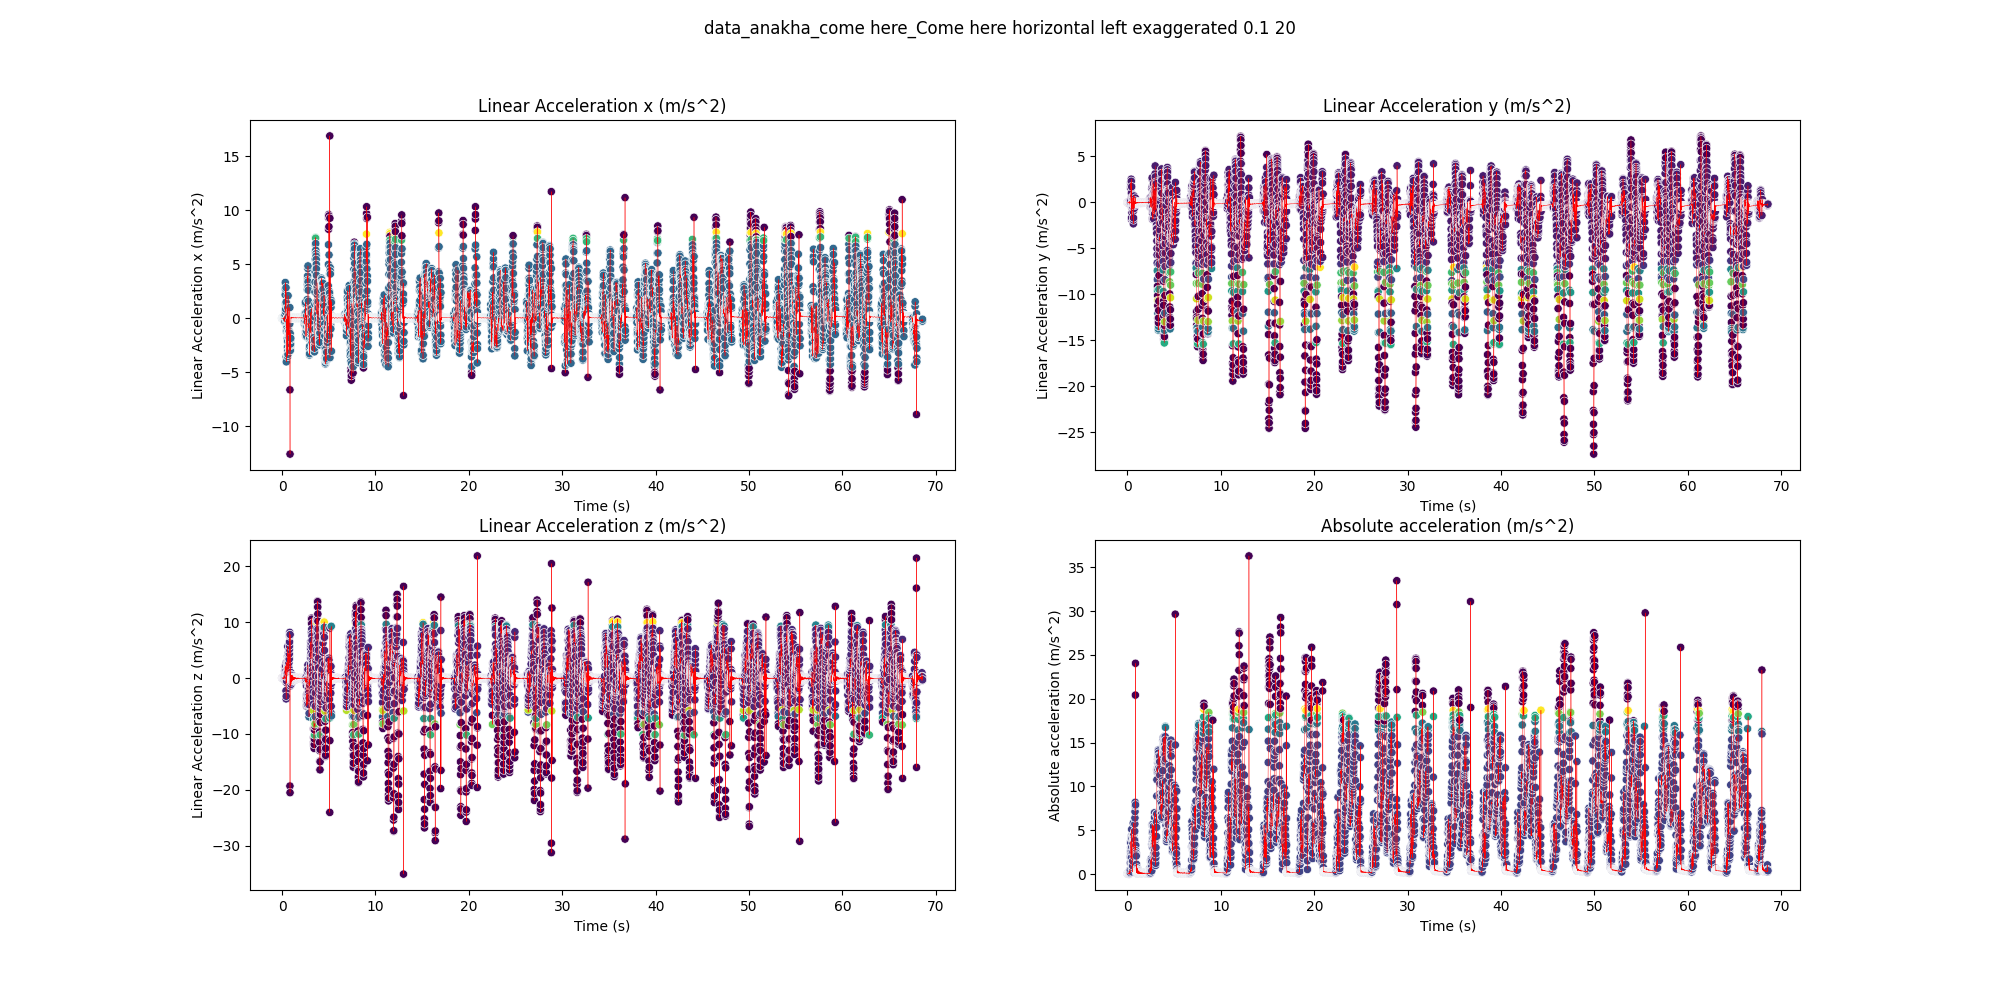 data_anakha_come here_Come here horizontal left exaggerated 0.1 20
Linear Acceleration x (m/s^2)
Linear Acceleration x (m/s^2)
15
10
5
0
−5
−10
0 10 20 30 40 50 60 70
Time (s)
Linear Acceleration y (m/s^2)
Linear Acceleration y (m/s^2)
5
0
−5
−10
−15
−20
−25
0 10 20 30 40 50 60 70
Time (s)
Linear Acceleration z (m/s^2)
Linear Acceleration z (m/s^2)
20
10
0
−10
−20
−30
0 10 20 30 40 50 60 70
Time (s)
Absolute acceleration (m/s^2)
Absolute acceleration (m/s^2)
35
30
25
20
15
10
5
0
0 10 20 30 40 50 60 70
Time (s)